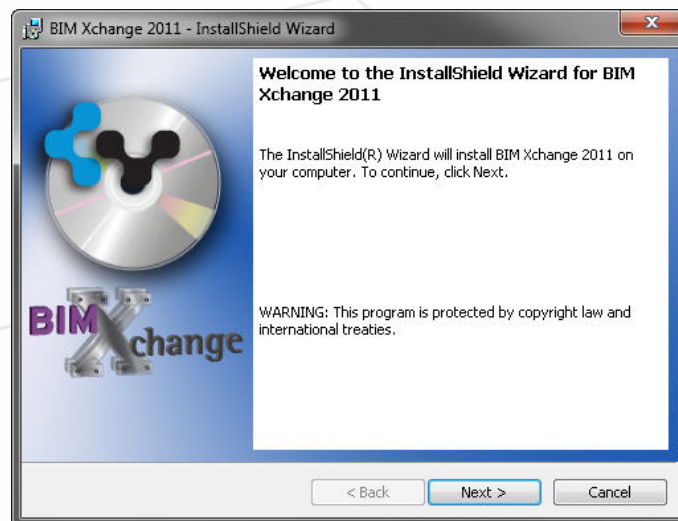 BIM Xchange 2011 - InstallShield Wizard
Welcome to the InstallShield Wizard for BIM
Xchange 2011
The InstallShield(R) Wizard will install BIM Xchange 2011 on
your computer. To continue, click Next.
WARNING: This program is protected by copyright law and
international treaties.
BIM
Xchange
< Back
Next >
Cancel